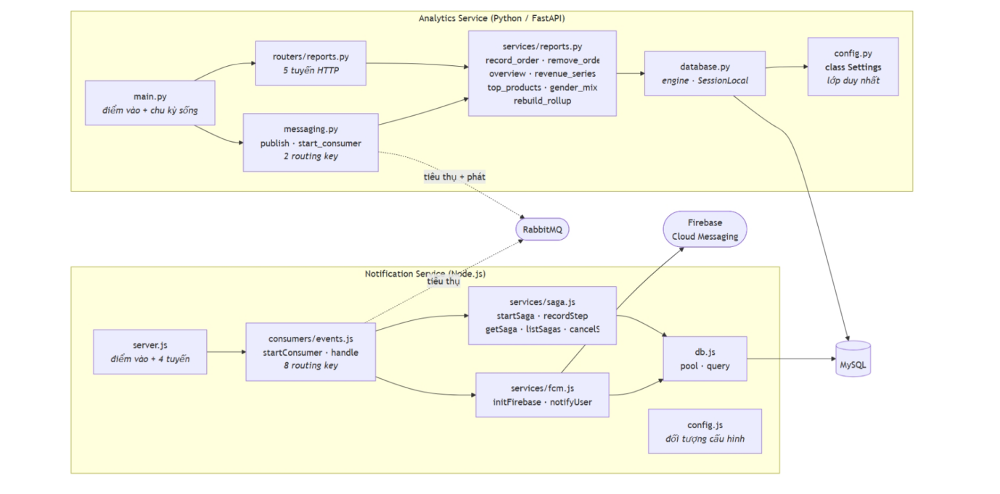 Analytics Service (Python / FastAPI)
routers/reports.py
5 tuyến HTTP
main.py
điểm vào + chu kỳ sống
messaging.py
publish · start_consumer
2 routing key
services/reports.py
record_order · remove_orde
overview · revenue_series
top_products · gender_mix
rebuild_rollup
database.py
engine · SessionLocal
config.py
class Settings
lớp duy nhất
tiêu thụ + phát
RabbitMQ
Firebase
Cloud Messaging
Notification Service (Node.js)
tiêu thụ
server.js
điểm vào + 4 tuyến
consumers/events.js
startConsumer · handle
8 routing key
services/saga.js
startSaga · recordStep
getSaga · listSagas · cancelS
services/fcm.js
initFirebase · notifyUser
db.js
pool · query
MySQL
config.js
đối tượng cấu hình